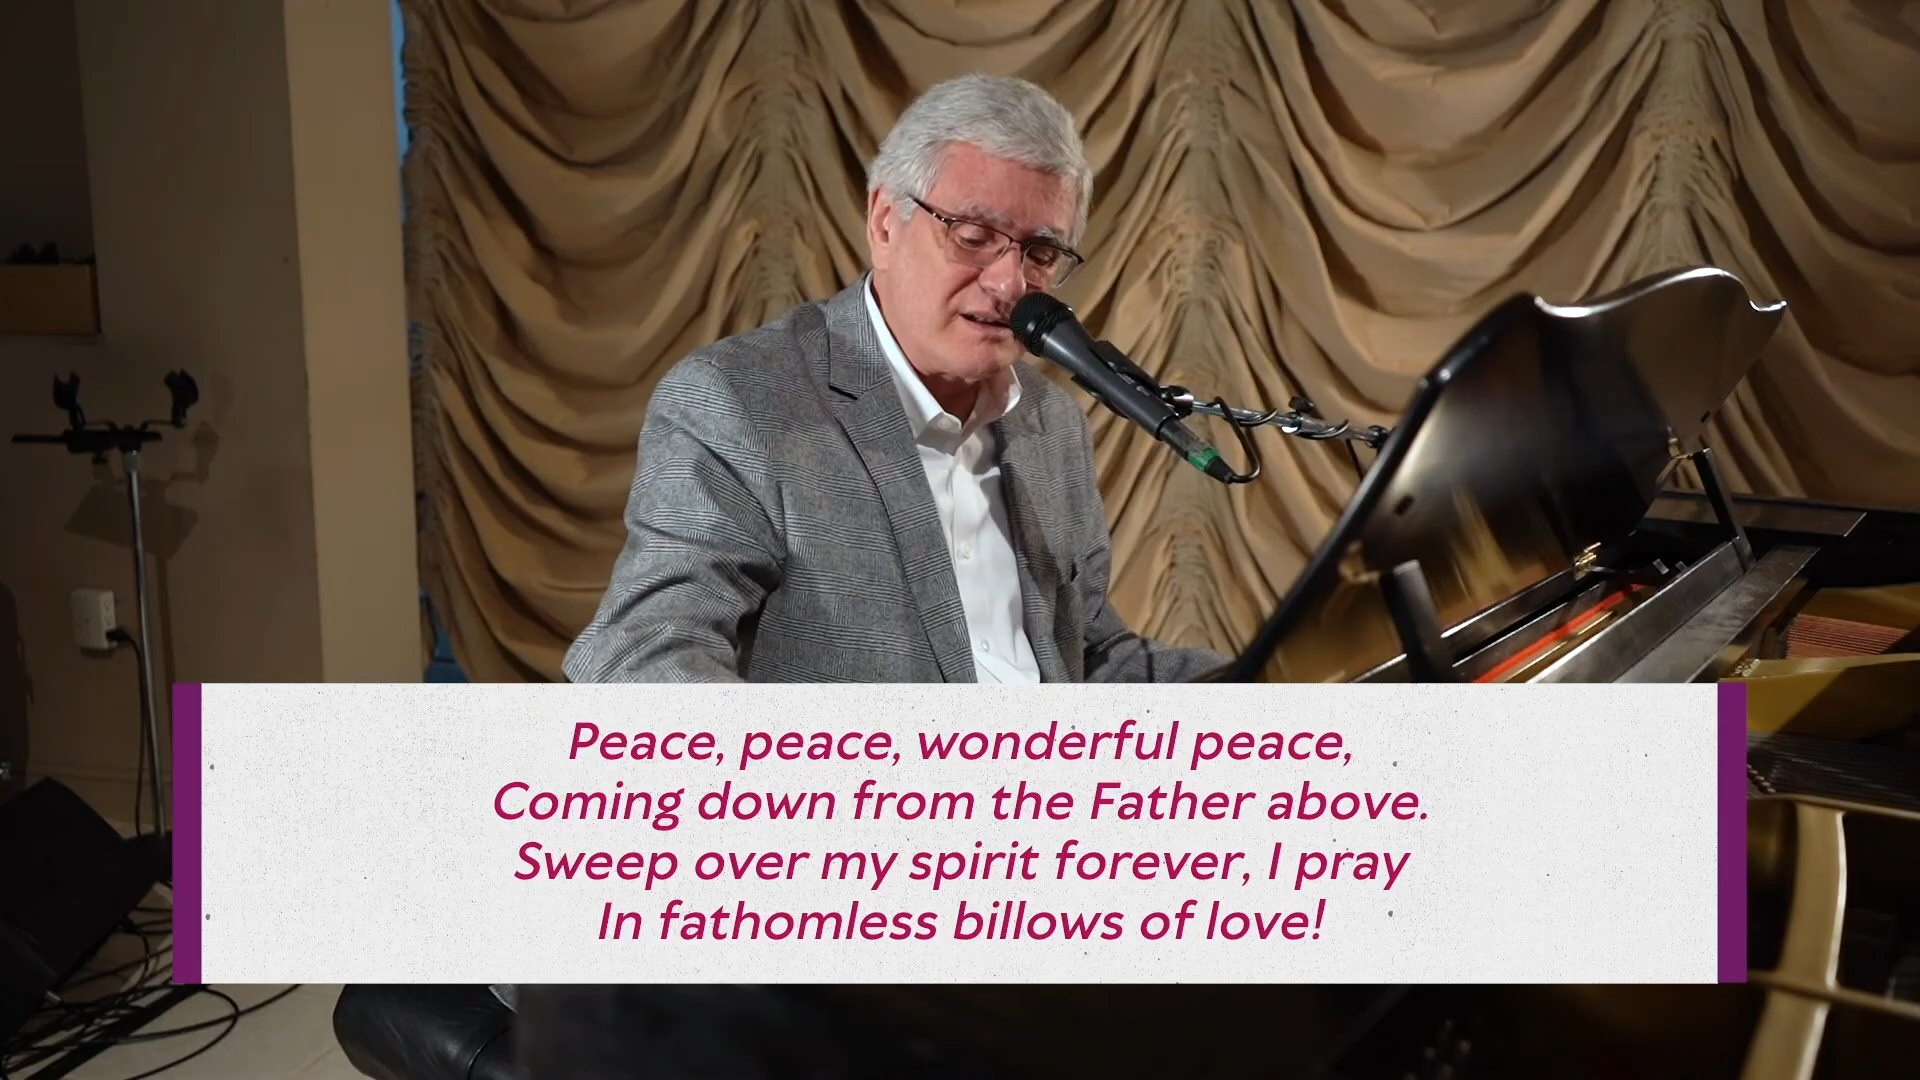 Peace, peace, wonderful peace,
Coming down from the Father above.
Sweep over my spirit forever, I pray
In fathomless billows of love!